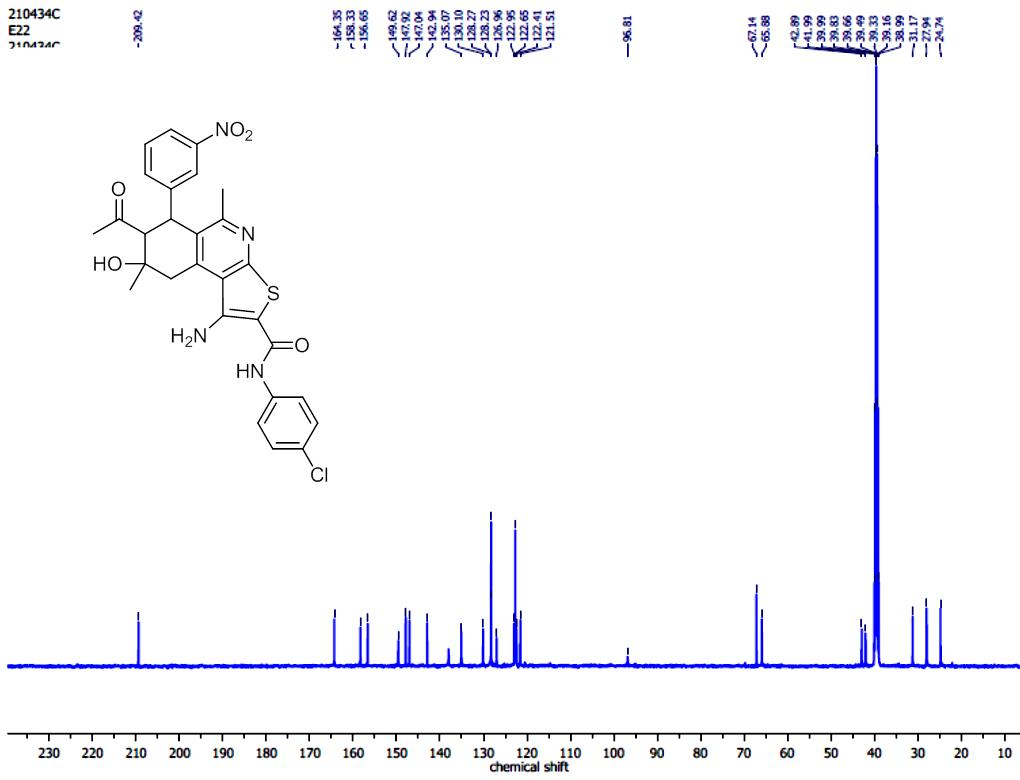 210434C
E22
210434C
-209.42
164.35
158.33
156.65
149.62
147.92
147.04
142.94
135.07
130.10
128.27
128.23
126.96
122.95
122.65
122.41
121.51
-96.81
67.14
65.88
42.89
41.99
39.99
39.83
39.66
39.49
39.33
39.16
38.99
31.17
27.94
24.74
NO2
O
N
HO
S
H2N
O
HN
Cl
230 220 210 200 190 180 170 160 150 140 130 120 110 100 90 80 70 60 50 40 30 20 10
chemical shift